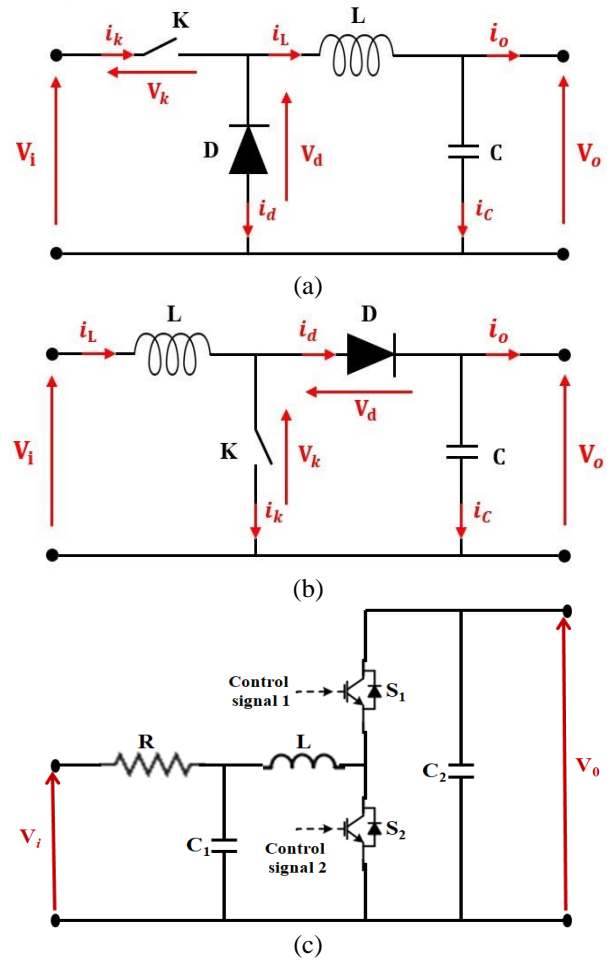 i_k K i_L L i_o
V_k
V_i D V_d C V_o
i_d i_C
(a)
i_L L i_d D i_o
V_d
V_i K V_k C V_o
i_k i_C
(b)
Control
signal 1
S_1
R L
C_2 V_0
V_i C_1 S_2
Control
signal 2
(c)